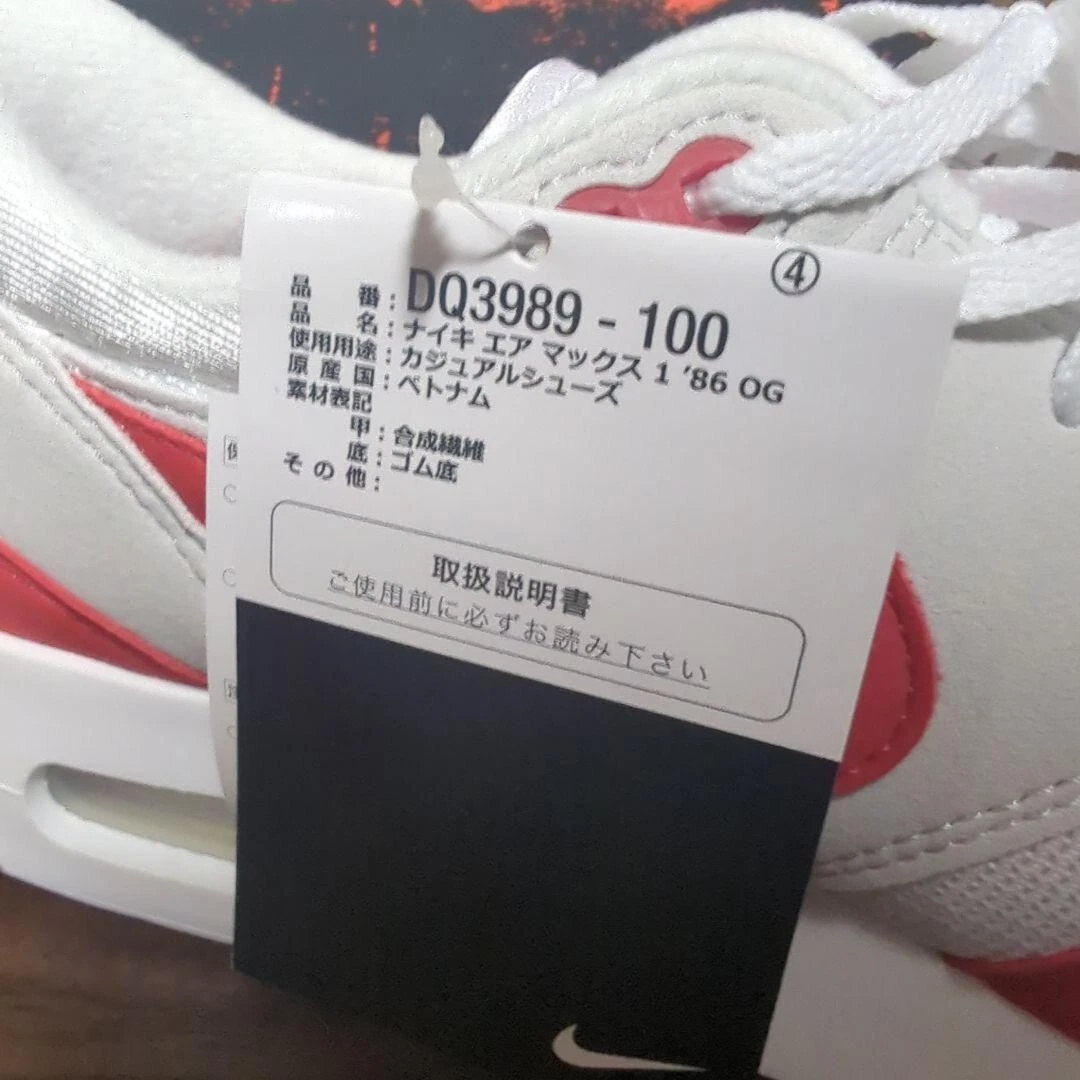 ④
品番：DQ3989 - 100
品名：ナイキ エア マックス 1 '86 OG
使用用途：カジュアルシューズ
原産国：ベトナム
素材表記
甲：合成繊維
底：ゴム底
その他：
取扱説明書
ご使用前に必ずお読み下さい